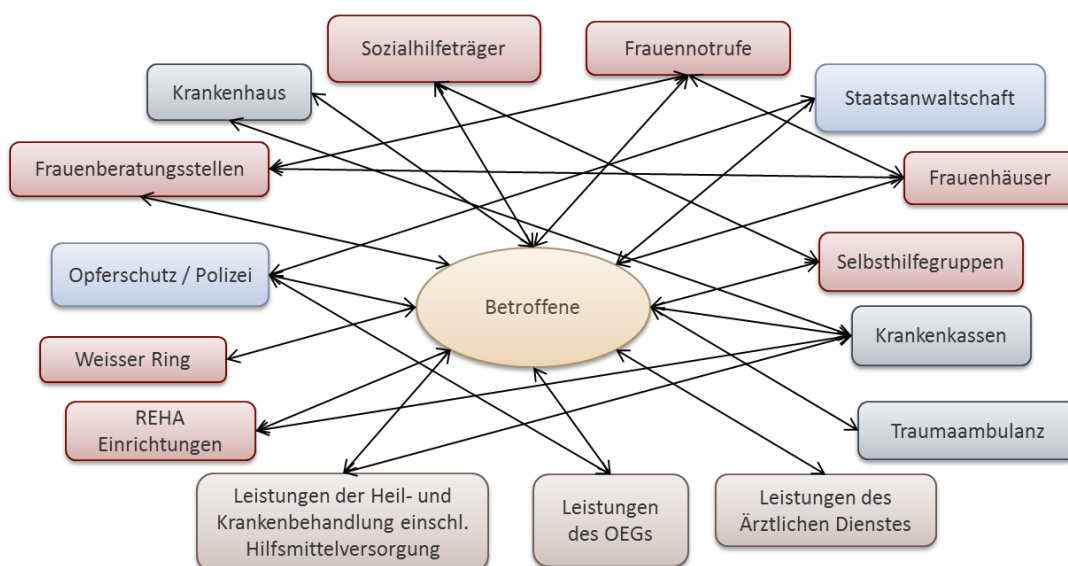 Sozialhilfeträger
Frauennotrufe
Krankenhaus
Staatsanwaltschaft
Frauenberatungsstellen
Frauenhäuser
Opferschutz / Polizei
Selbsthilfegruppen
Betroffene
Krankenkassen
Weisser Ring
REHA
Einrichtungen
Traumaambulanz
Leistungen der Heil- und
Krankenbehandlung einschl.
Hilfsmittelversorgung
Leistungen
des OEGs
Leistungen des
Ärztlichen Dienstes